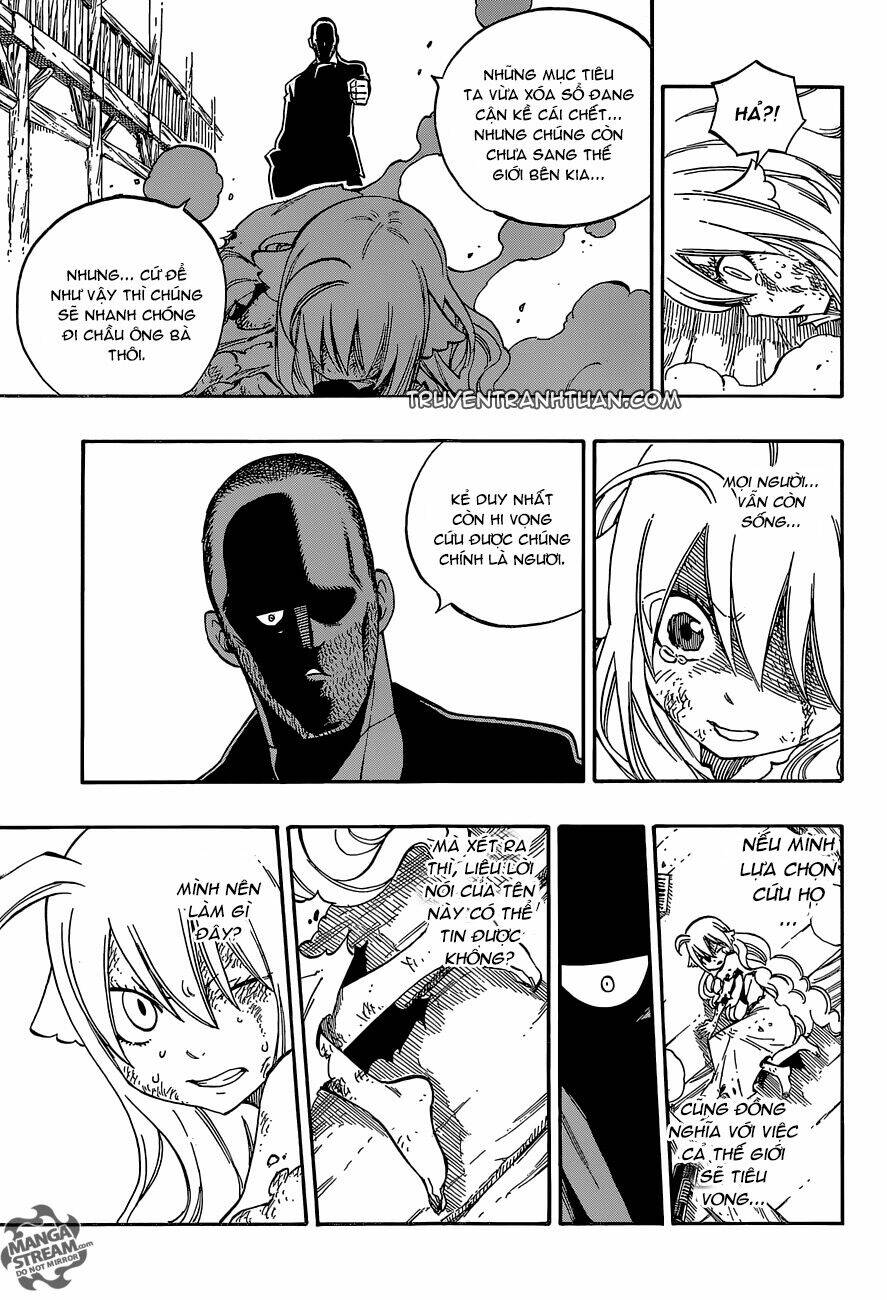 HẢ?!
NHỮNG MỤC TIÊU
TA VỪA XÓA SỔ ĐANG
CẬN KỀ CÁI CHẾT...
NHƯNG CHÚNG CÒN
CHƯA SANG THẾ
GIỚI BÊN KIA...
NHƯNG... CỨ ĐỂ
NHƯ VẬY THÌ CHÚNG
SẼ NHANH CHÓNG
ĐI CHẦU ÔNG BÀ
THÔI.
TRUYENTRANHTUAN.COM
MỌI NGƯỜI...
VẪN CÒN
SỐNG...
KẺ DUY NHẤT
CÒN HI VỌNG
CỨU ĐƯỢC CHÚNG
CHÍNH LÀ NGƯƠI.
NẾU MÌNH
LỰA CHỌN
CỨU HỌ
...
CŨNG ĐỒNG
NGHĨA VỚI VIỆC
CẢ THẾ GIỚI
SẼ TIÊU
VONG...
MÀ XÉT RA
THÌ, LIỆU LỜI
NÓI CỦA TÊN
NÀY CÓ THỂ
TIN ĐƯỢC
KHÔNG?
MÌNH NÊN
LÀM GÌ
ĐÂY?
MANGA
STREAM.com
DO NOT MIRROR!